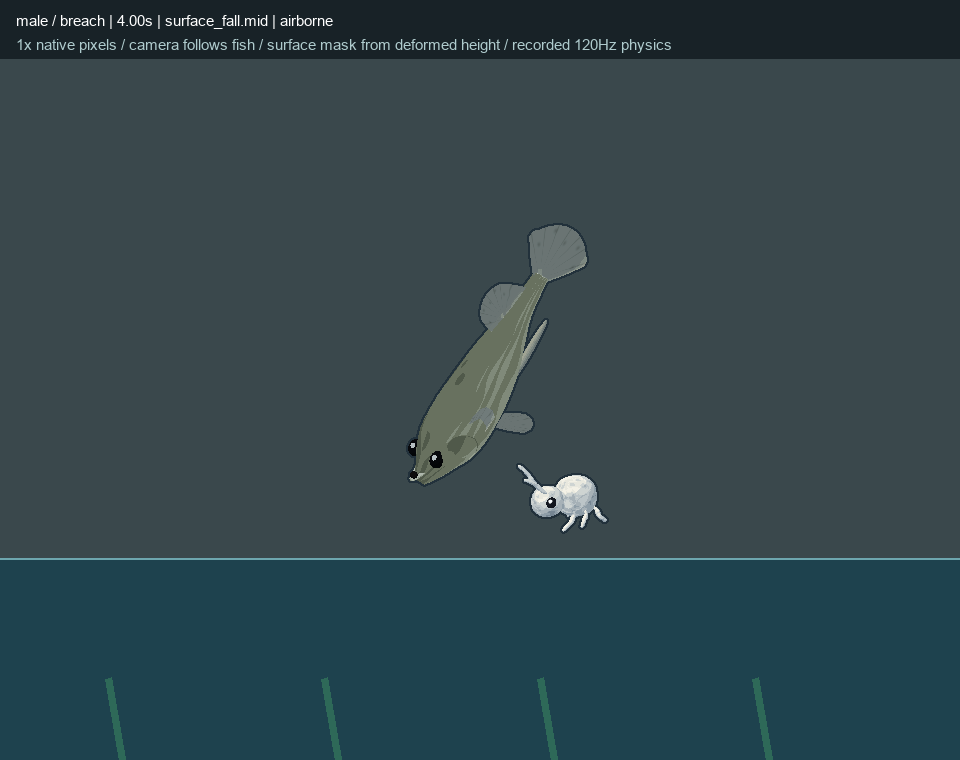 male / breach | 4.00s | surface_fall.mid | airborne
1x native pixels / camera follows fish / surface mask from deformed height / recorded 120Hz physics